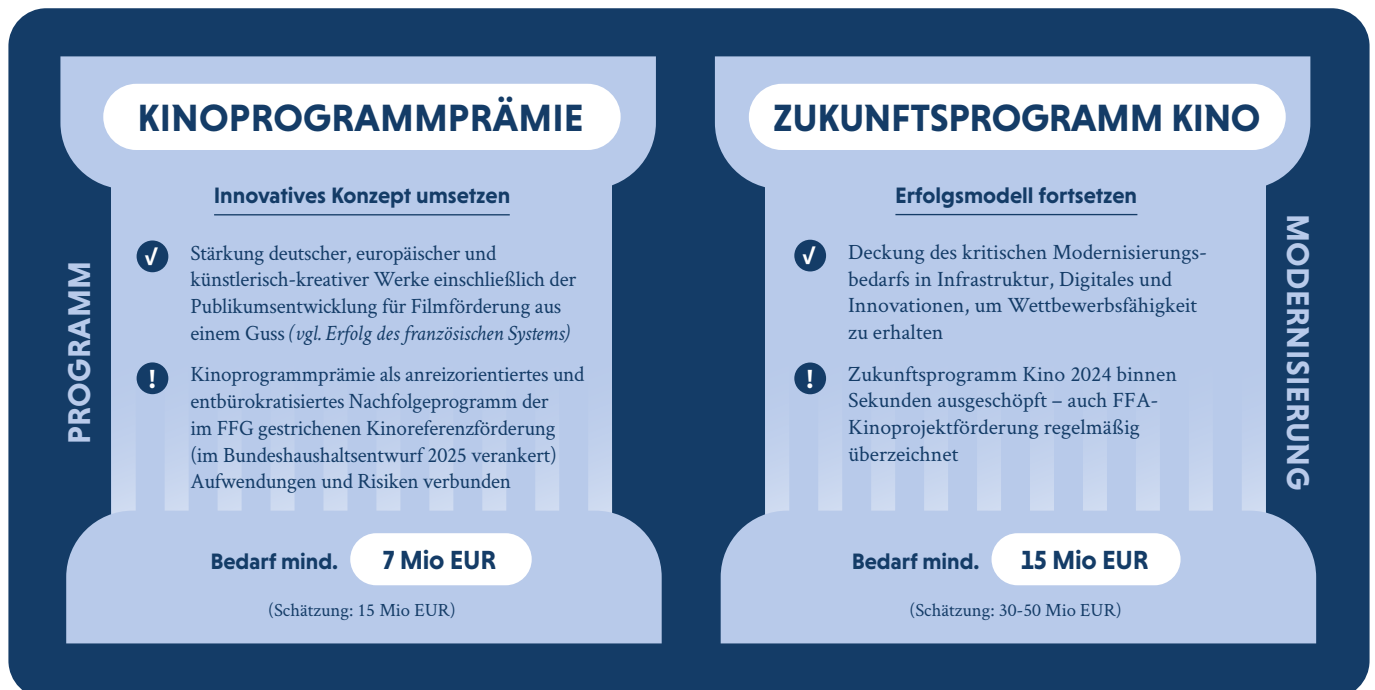 KINOPROGRAMMPRÄMIE
Innovatives Konzept umsetzen
√
Stärkung deutscher, europäischer und
künstlerisch-kreativer Werke einschließlich der
Publikumsentwicklung für Filmförderung aus
einem Guss (vgl. Erfolg des französischen Systems)
!
Kinoprogrammprämie als anreizorientiertes und
entbürokratisiertes Nachfolgeprogramm der
im FFG gestrichenen Kinoreferenzförderung
(im Bundeshaushaltsentwurf 2025 verankert)
Aufwendungen und Risiken verbunden
PROGRAMM
Bedarf mind. 7 Mio EUR
(Schätzung: 15 Mio EUR)
ZUKUNFTSPROGRAMM KINO
Erfolgsmodell fortsetzen
√
Deckung des kritischen Modernisierungs-
bedarfs in Infrastruktur, Digitales und
Innovationen, um Wettbewerbsfähigkeit
zu erhalten
!
Zukunftsprogramm Kino 2024 binnen
Sekunden ausgeschöpft – auch FFA-
Kinoprojektförderung regelmäßig
überzeichnet
MODERNISIERUNG
Bedarf mind. 15 Mio EUR
(Schätzung: 30-50 Mio EUR)